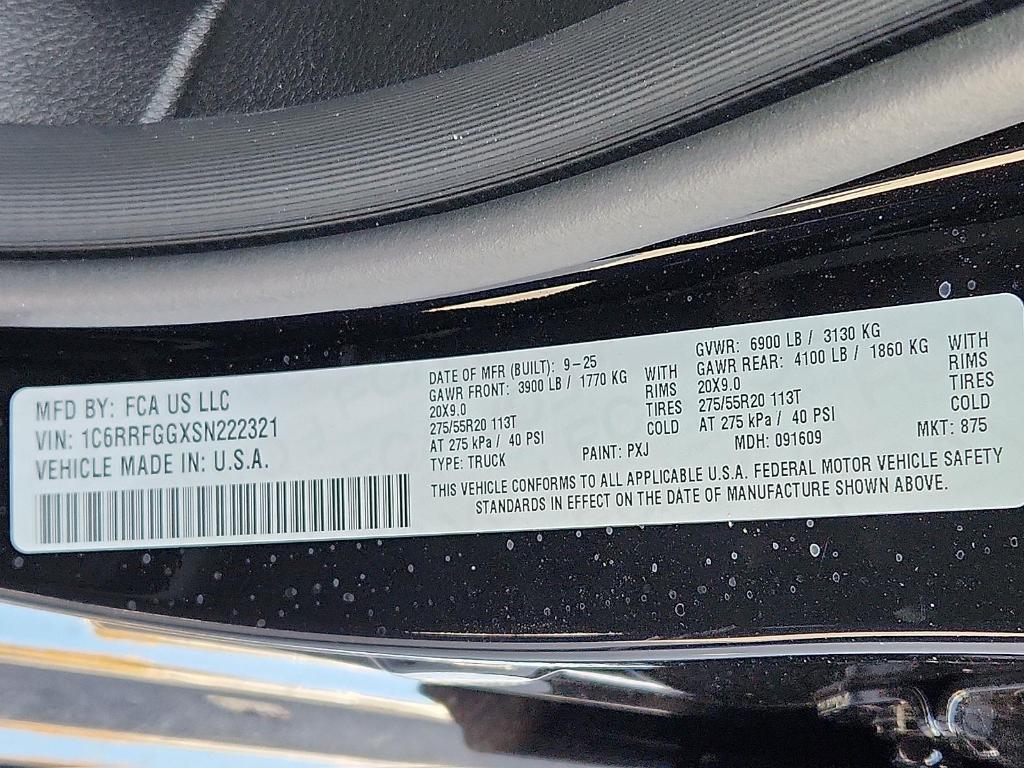 MFD BY: FCA US LLC
VIN: 1C6RRFGGXSN222321
VEHICLE MADE IN: U.S.A.
DATE OF MFR (BUILT): 9-25
GAWR FRONT: 3900 LB / 1770 KG WITH
20X9.0 RIMS
275/55R20 113T TIRES
AT 275 kPa / 40 PSI COLD
TYPE: TRUCK PAINT: PXJ
GVWR: 6900 LB / 3130 KG
GAWR REAR: 4100 LB / 1860 KG WITH
20X9.0 RIMS
275/55R20 113T TIRES
AT 275 kPa / 40 PSI COLD
MDH: 091609 MKT: 875
THIS VEHICLE CONFORMS TO ALL APPLICABLE U.S.A. FEDERAL MOTOR VEHICLE SAFETY
STANDARDS IN EFFECT ON THE DATE OF MANUFACTURE SHOWN ABOVE.